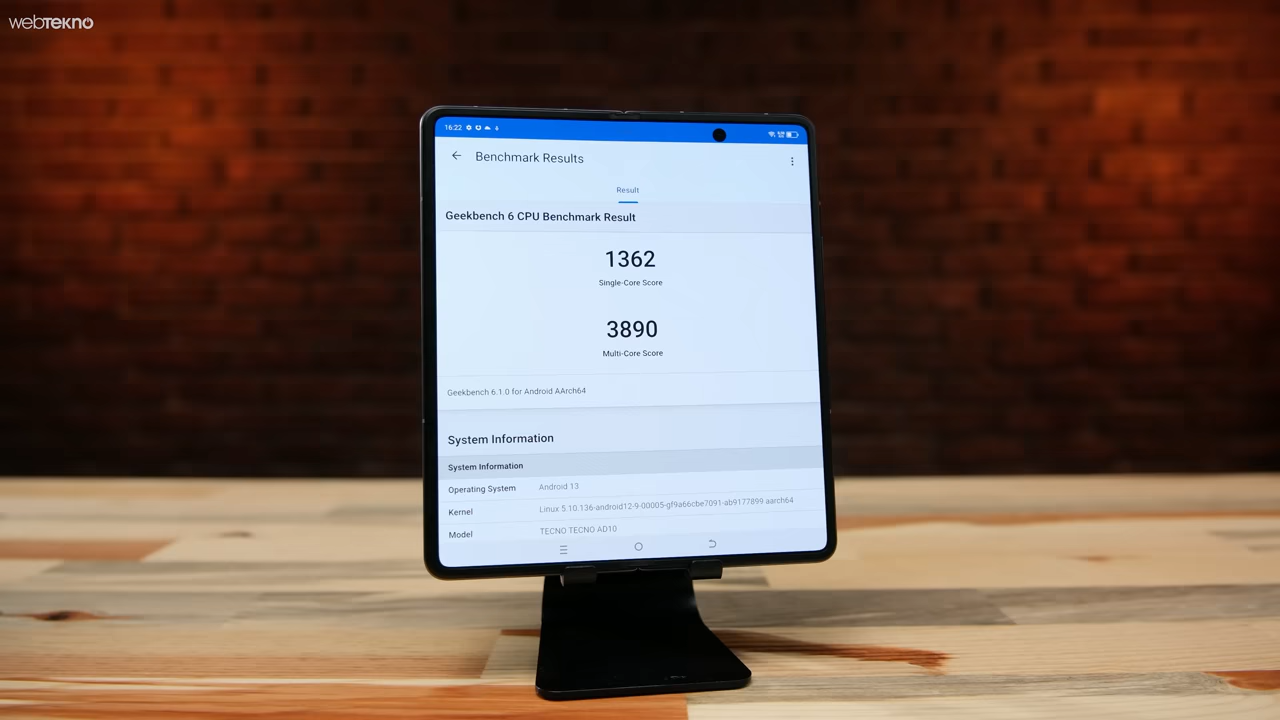 webtekno
16:22
Benchmark Results
Result
Geekbench 6 CPU Benchmark Result
1362
Single-Core Score
3890
Multi-Core Score
Geekbench 6.1.0 for Android AArch64
System Information
System Information
Operating System Android 13
Kernel Linux 5.10.136-android12-9-00005-gf9a66cbe7091-ab9177899 aarch64
Model TECNO TECNO AD10